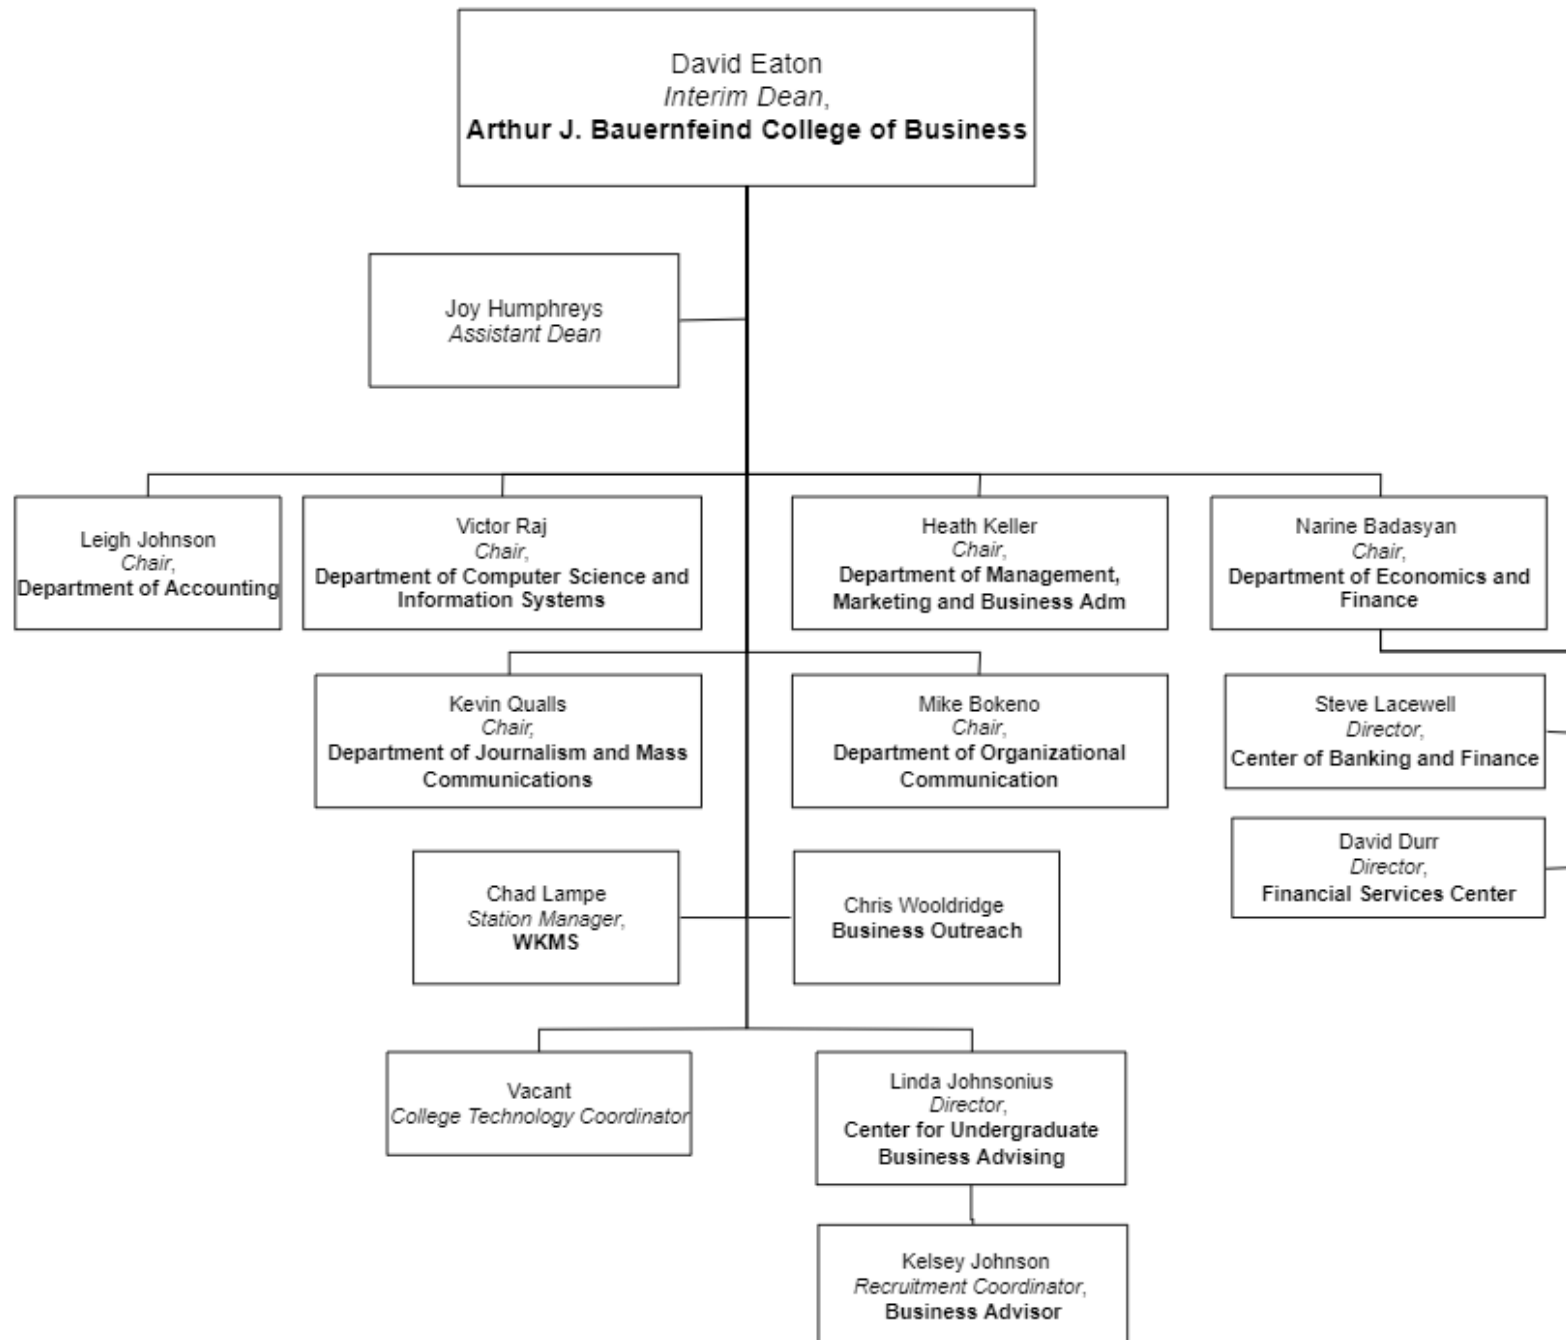 David Eaton
Interim Dean,
Arthur J. Bauernfeind College of Business
Joy Humphreys
Assistant Dean
Leigh Johnson
Chair,
Department of Accounting
Victor Raj
Chair,
Department of Computer Science and
Information Systems
Heath Keller
Chair,
Department of Management,
Marketing and Business Adm
Narine Badasyan
Chair,
Department of Economics and
Finance
Kevin Qualls
Chair,
Department of Journalism and Mass
Communications
Mike Bokeno
Chair,
Department of Organizational
Communication
Steve Lacewell
Director,
Center of Banking and Finance
David Durr
Director,
Financial Services Center
Chad Lampe
Station Manager,
WKMS
Chris Wooldridge
Business Outreach
Vacant
College Technology Coordinator
Linda Johnsonius
Director,
Center for Undergraduate
Business Advising
Kelsey Johnson
Recruitment Coordinator,
Business Advisor